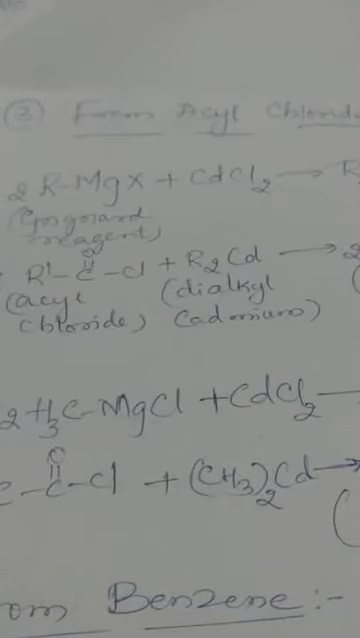 ③ From Acyl Chloride
2 R-MgX + CdCl₂ → R
(Grignard
reagent)
O
R'-C-Cl + R₂Cd → 2
(acyl (dialkyl
chloride) Cadmium)
2 H₃C-MgCl + CdCl₂ —
O
-C-Cl + (CH₃)₂Cd →
(
om Benzene :-